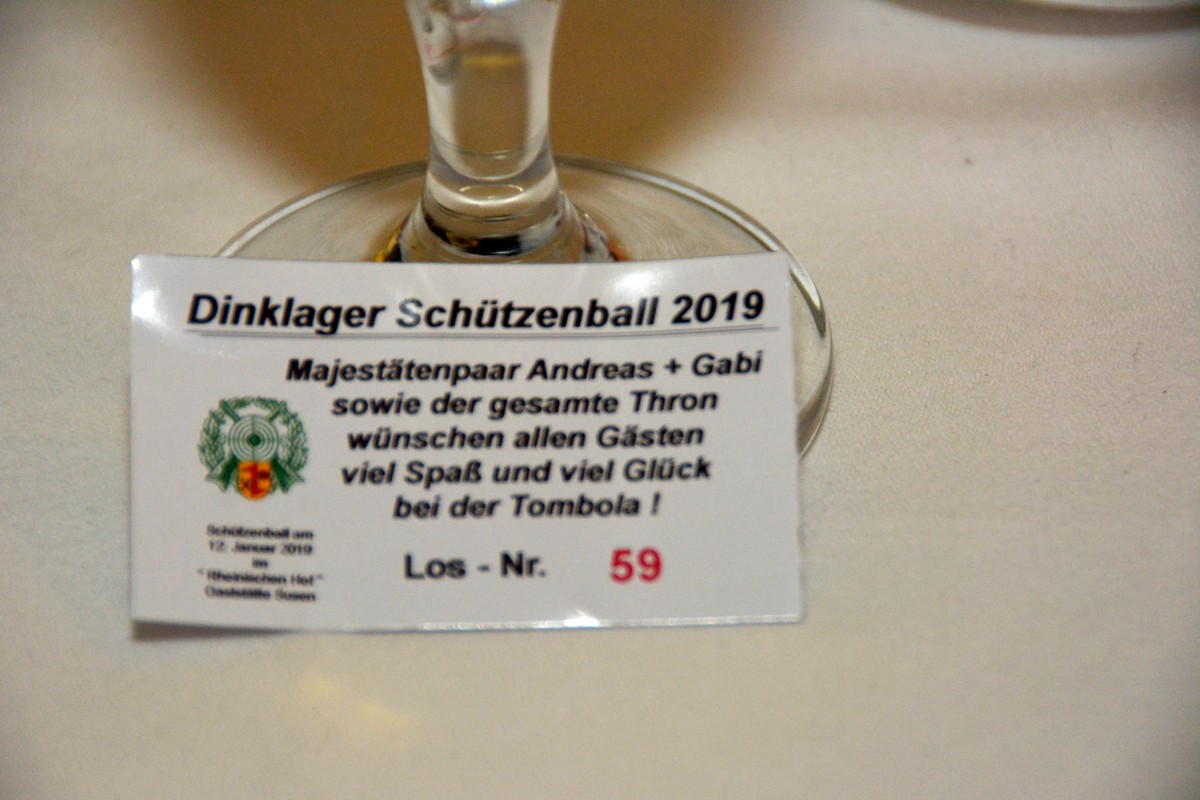 Dinklager Schützenball 2019
Majestätenpaar Andreas + Gabi
sowie der gesamte Thron
wünschen allen Gästen
viel Spaß und viel Glück
bei der Tombola !
Schützenball am
12. Januar 2019
im
" Rheinischen Hof "
Gaststätte Susen
Los - Nr. 59